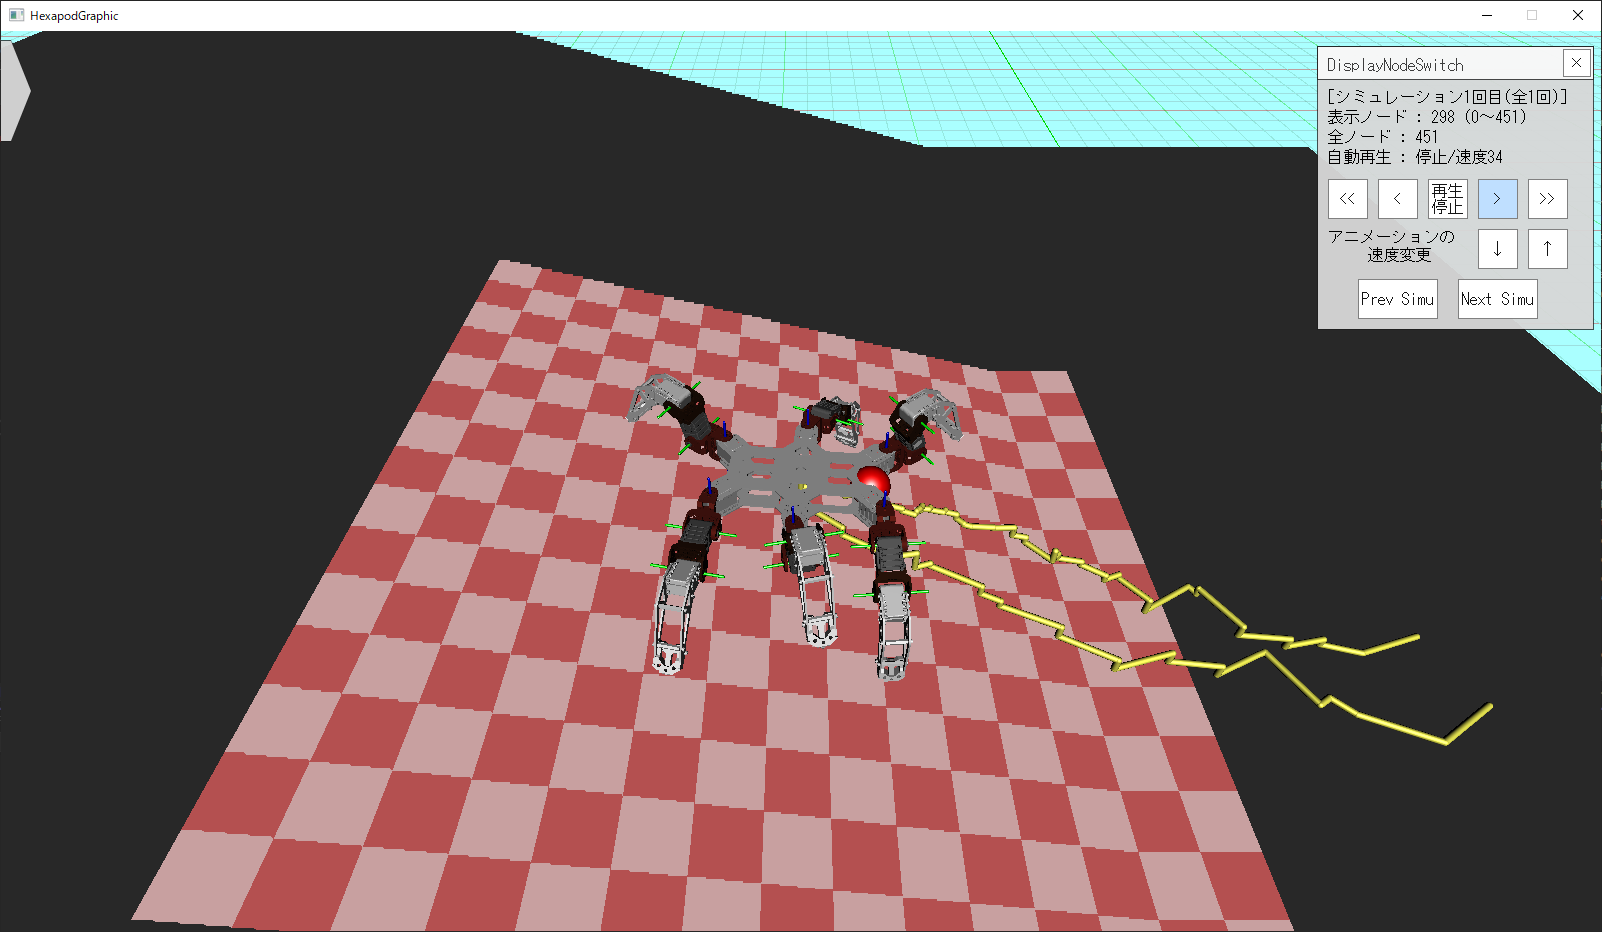 HexapodGraphic
DisplayNodeSwitch
[シミュレーション1回目(全1回)]
表示ノード : 298 (0～451)
全ノード : 451
自動再生 : 停止/速度34
<< < 再生 > >>
停止
アニメーションの
速度変更 ↓ ↑
Prev Simu Next Simu